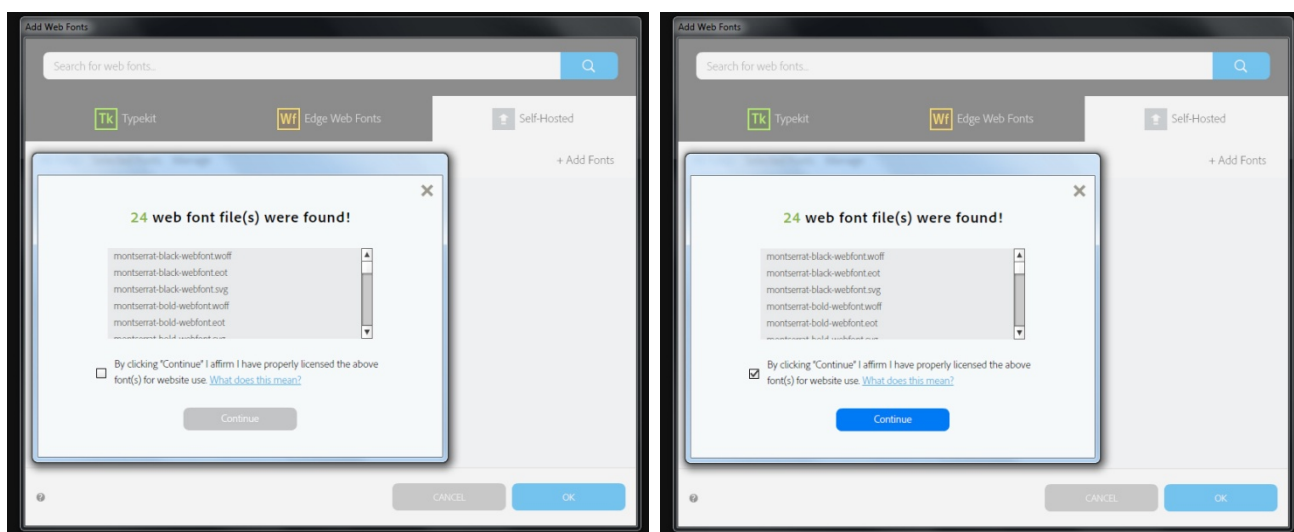 Add Web Fonts
Search for web fonts...
Tk Typekit
Wf Edge Web Fonts
Self-Hosted
Manage
+ Add Fonts
24 web font file(s) were found!
montserrat-black-webfont.woff
montserrat-black-webfont.eot
montserrat-black-webfont.svg
montserrat-bold-webfont.woff
montserrat-bold-webfont.eot
By clicking "Continue" I affirm I have properly licensed the above
font(s) for website use. What does this mean?
Continue
CANCEL
OK
Add Web Fonts
Search for web fonts...
Tk Typekit
Wf Edge Web Fonts
Self-Hosted
Manage
+ Add Fonts
24 web font file(s) were found!
montserrat-black-webfont.woff
montserrat-black-webfont.eot
montserrat-black-webfont.svg
montserrat-bold-webfont.woff
montserrat-bold-webfont.eot
By clicking "Continue" I affirm I have properly licensed the above
font(s) for website use. What does this mean?
Continue
CANCEL
OK